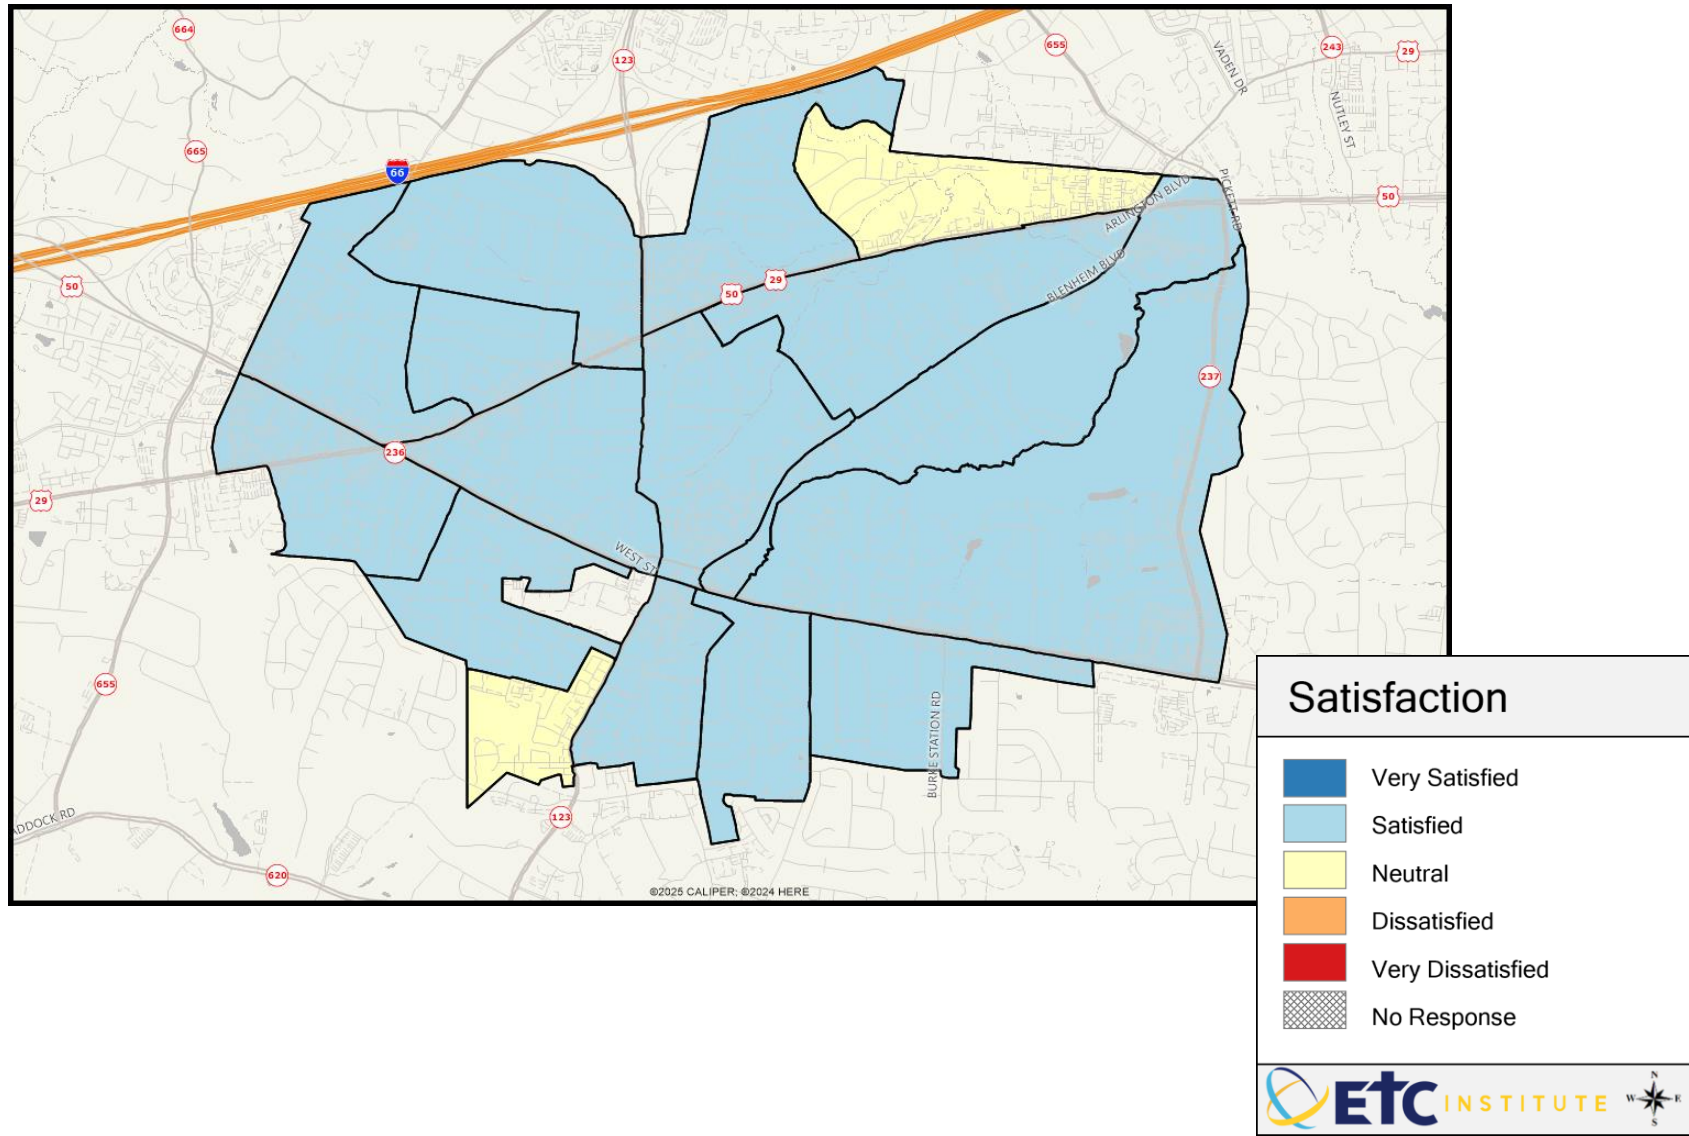 664
123
655
243
29
VADEN DR
NUTLEY ST
665
66
PICKETT RD
50
ARLINGTON BLVD
50
29
50
BLENHEIM BLVD
237
236
29
WEST ST
655
BURKE STATION RD
123
ADDOCK RD
620
©2025 CALIPER; ©2024 HERE
Satisfaction
Very Satisfied
Satisfied
Neutral
Dissatisfied
Very Dissatisfied
No Response
ETC INSTITUTE
N
W E
S